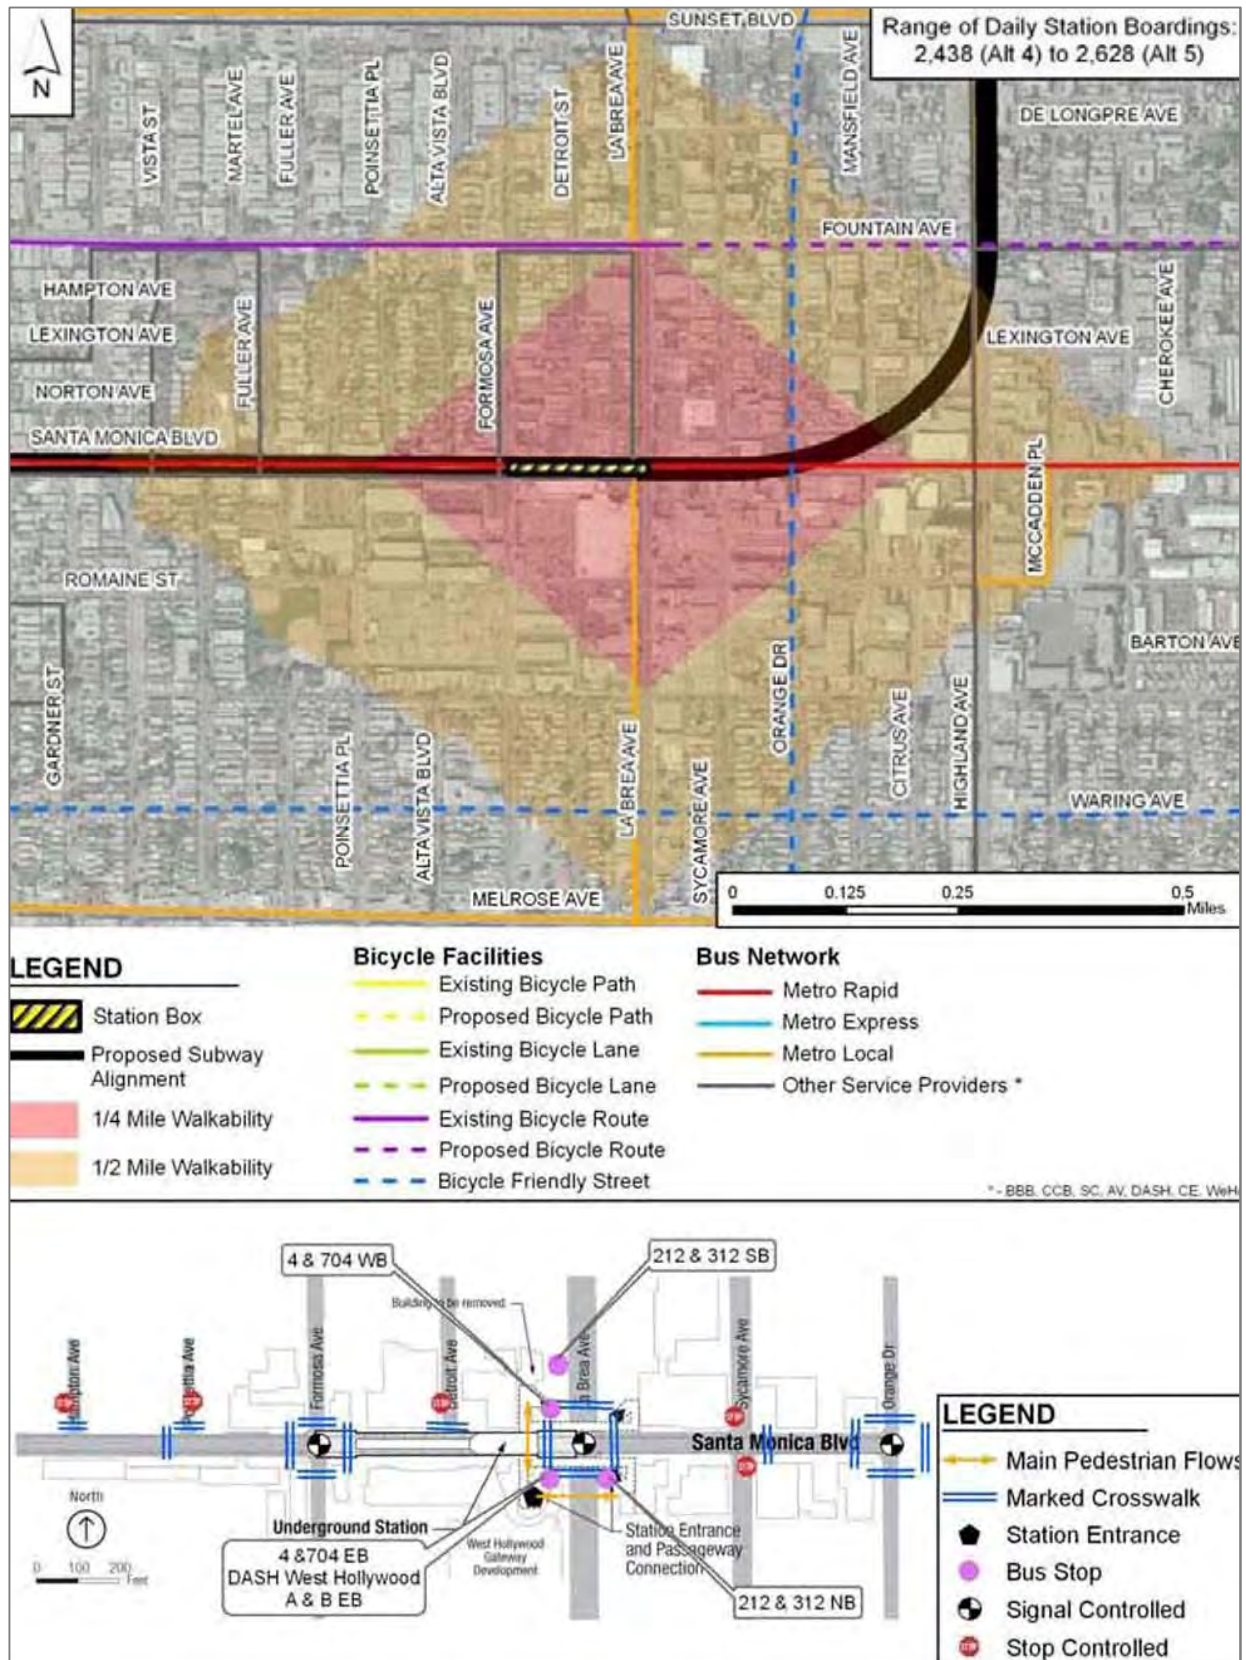 SUNSET BLVD
Range of Daily Station Boardings:
2,438 (Alt 4) to 2,628 (Alt 5)
N
VISTA ST
MARTEL AVE
FULLER AVE
POINSETTIA PL
ALTA VISTA BLVD
DETROIT ST
LA BREA AVE
MANSFIELD AVE
DE LONGPRE AVE
FOUNTAIN AVE
HAMPTON AVE
LEXINGTON AVE
FULLER AVE
FORMOSA AVE
LEXINGTON AVE
CHEROKEE AVE
NORTON AVE
SANTA MONICA BLVD
MCCADDEN PL
ROMAINE ST
BARTON AVE
GARDNER ST
POINSETTIA PL
ALTA VISTA BLVD
LA BREA AVE
SYCAMORE AVE
ORANGE DR
CITRUS AVE
HIGHLAND AVE
WARING AVE
MELROSE AVE
0 0.125 0.25 0.5
Miles
LEGEND
Station Box
Proposed Subway
Alignment
1/4 Mile Walkability
1/2 Mile Walkability
Bicycle Facilities
Existing Bicycle Path
Proposed Bicycle Path
Existing Bicycle Lane
Proposed Bicycle Lane
Existing Bicycle Route
Proposed Bicycle Route
Bicycle Friendly Street
Bus Network
Metro Rapid
Metro Express
Metro Local
Other Service Providers *
* - BBB, CCB, SC, AV, DASH, CE, WeH
4 & 704 WB
212 & 312 SB
Building to be removed
Formosa Ave
Brea Ave
Sycamore Ave
Orange Dr
Santa Monica Blvd
North
0 100 200
Feet
Underground Station
West Hollywood
Gateway
Development
Station Entrance
and Passageway
Connection
4 &704 EB
DASH West Hollywood
A & B EB
212 & 312 NB
LEGEND
Main Pedestrian Flows
Marked Crosswalk
Station Entrance
Bus Stop
Signal Controlled
STOP
Stop Controlled